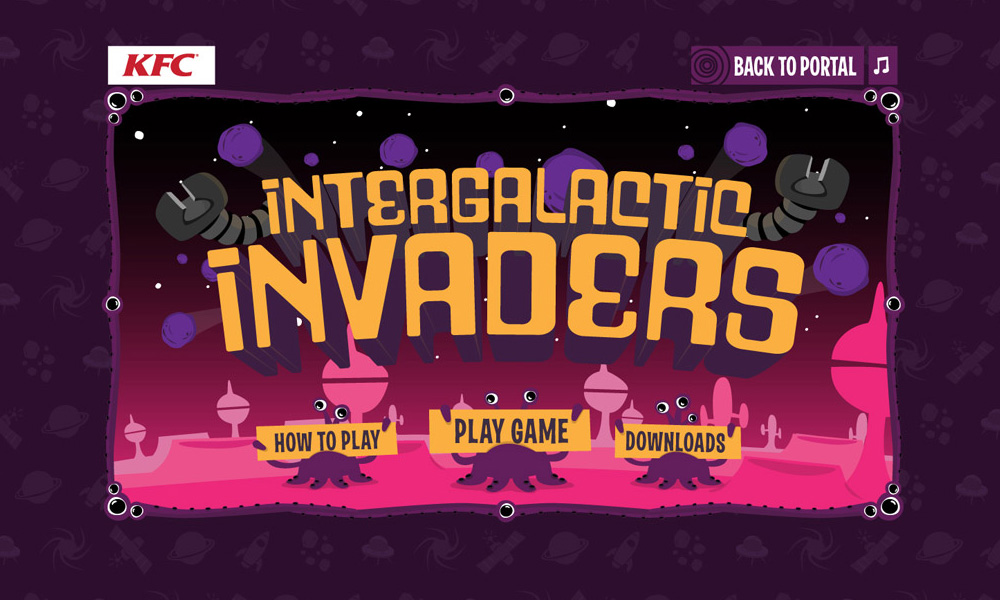 KFC
BACK TO PORTAL
INTERGALACTIC
INVADERS
HOW TO PLAY
PLAY GAME
DOWNLOADS